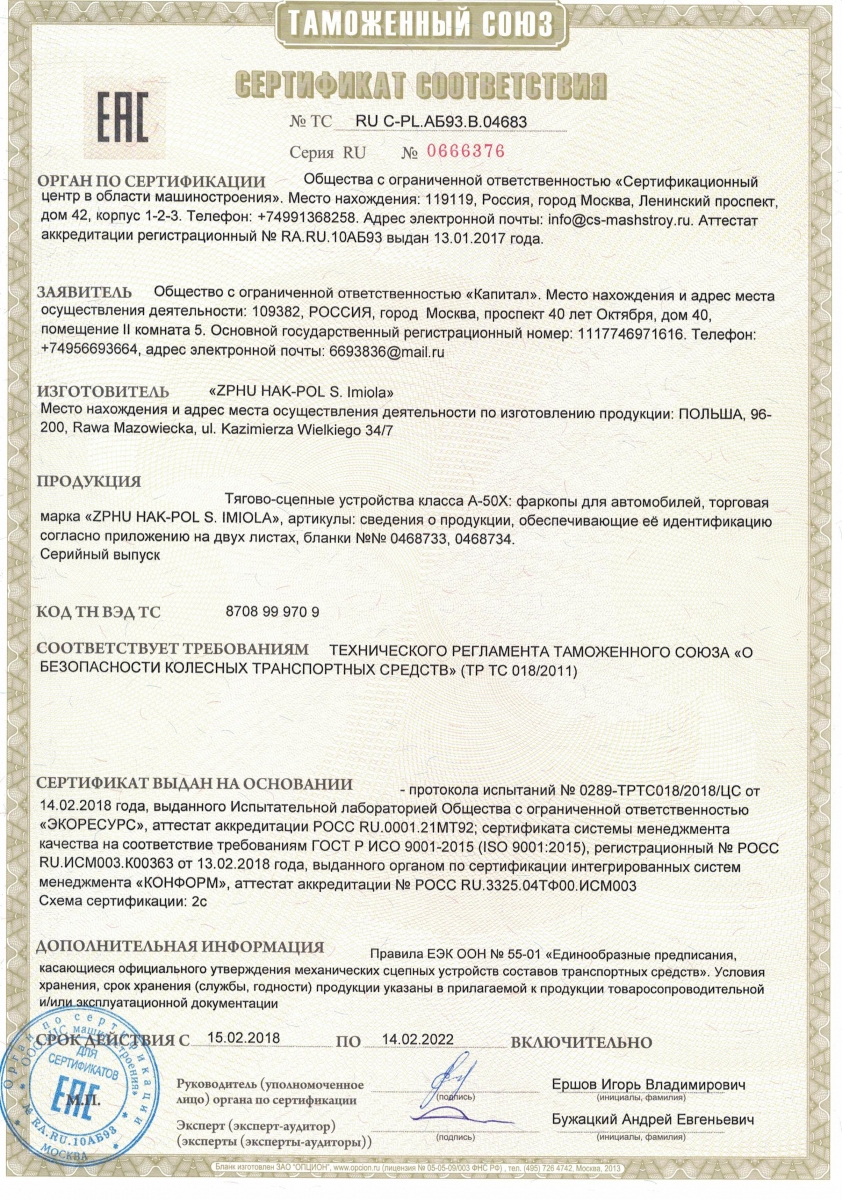 ТАМОЖЕННЫЙ СОЮЗ
СЕРТИФИКАТ СООТВЕТСТВИЯ
ЕАС
№ ТС RU С-PL.АБ93.В.04683
Серия RU № 0666376
ОРГАН ПО СЕРТИФИКАЦИИ Общества с ограниченной ответственностью «Сертификационный
центр в области машиностроения». Место нахождения: 119119, Россия, город Москва, Ленинский проспект,
дом 42, корпус 1-2-3. Телефон: +74991368258. Адрес электронной почты: info@cs-mashstroy.ru. Аттестат
аккредитации регистрационный № RA.RU.10АБ93 выдан 13.01.2017 года.
ЗАЯВИТЕЛЬ Общество с ограниченной ответственностью «Капитал». Место нахождения и адрес места
осуществления деятельности: 109382, РОССИЯ, город Москва, проспект 40 лет Октября, дом 40,
помещение II комната 5. Основной государственный регистрационный номер: 1117746971616. Телефон:
+74956693664, адрес электронной почты: 6693836@mail.ru
ИЗГОТОВИТЕЛЬ «ZPHU HAK-POL S. Imiola»
Место нахождения и адрес места осуществления деятельности по изготовлению продукции: ПОЛЬША, 96-
200, Rawa Mazowiecka, ul. Kazimierza Wielkiego 34/7
ПРОДУКЦИЯ
Тягово-сцепные устройства класса А-50Х: фаркопы для автомобилей, торговая
марка «ZPHU HAK-POL S. IMIOLA», артикулы: сведения о продукции, обеспечивающие её идентификацию
согласно приложению на двух листах, бланки №№ 0468733, 0468734.
Серийный выпуск
КОД ТН ВЭД ТС 8708 99 970 9
СООТВЕТСТВУЕТ ТРЕБОВАНИЯМ ТЕХНИЧЕСКОГО РЕГЛАМЕНТА ТАМОЖЕННОГО СОЮЗА «О
БЕЗОПАСНОСТИ КОЛЕСНЫХ ТРАНСПОРТНЫХ СРЕДСТВ» (ТР ТС 018/2011)
СЕРТИФИКАТ ВЫДАН НА ОСНОВАНИИ - протокола испытаний № 0289-ТРТС018/2018/ЦС от
14.02.2018 года, выданного Испытательной лабораторией Общества с ограниченной ответственностью
«ЭКОРЕСУРС», аттестат аккредитации РОСС RU.0001.21МТ92; сертификата системы менеджмента
качества на соответствие требованиям ГОСТ Р ИСО 9001-2015 (ISO 9001:2015), регистрационный № РОСС
RU.ИСМ003.К00363 от 13.02.2018 года, выданного органом по сертификации интегрированных систем
менеджмента «КОНФОРМ», аттестат аккредитации № РОСС RU.3325.04ТФ00.ИСМ003
Схема сертификации: 2с
ДОПОЛНИТЕЛЬНАЯ ИНФОРМАЦИЯ Правила ЕЭК ООН № 55-01 «Единообразные предписания,
касающиеся официального утверждения механических сцепных устройств составов транспортных средств». Условия
хранения, срок хранения (службы, годности) продукции указаны в прилагаемой к продукции товаросопроводительной
и/или эксплуатационной документации
СРОК ДЕЙСТВИЯ С 15.02.2018 ПО 14.02.2022 ВКЛЮЧИТЕЛЬНО
Орган по сертификации
ООО "ЦС машиностроения"
ДЛЯ
СЕРТИФИКАТОВ
ЕАС
М.П.
RA.RU.10АБ93
МОСКВА
Руководитель (уполномоченное
лицо) органа по сертификации
(подпись)
Ершов Игорь Владимирович
(инициалы, фамилия)
Эксперт (эксперт-аудитор)
(эксперты (эксперты-аудиторы))
(подпись)
Бужацкий Андрей Евгеньевич
(инициалы, фамилия)
Бланк изготовлен ЗАО "ОПЦИОН", www.opcion.ru (лицензия № 05-05-09/003 ФНС РФ), тел. (495) 726 4742, Москва, 2013